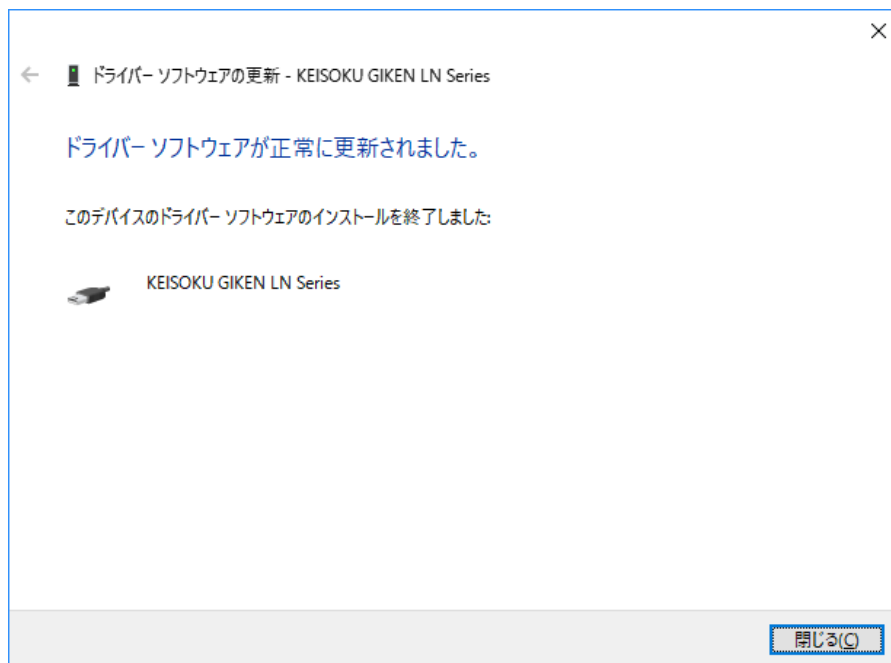 ドライバー ソフトウェアの更新 - KEISOKU GIKEN LN Series
ドライバー ソフトウェアが正常に更新されました。
このデバイスのドライバー ソフトウェアのインストールを終了しました:
KEISOKU GIKEN LN Series
閉じる(C)